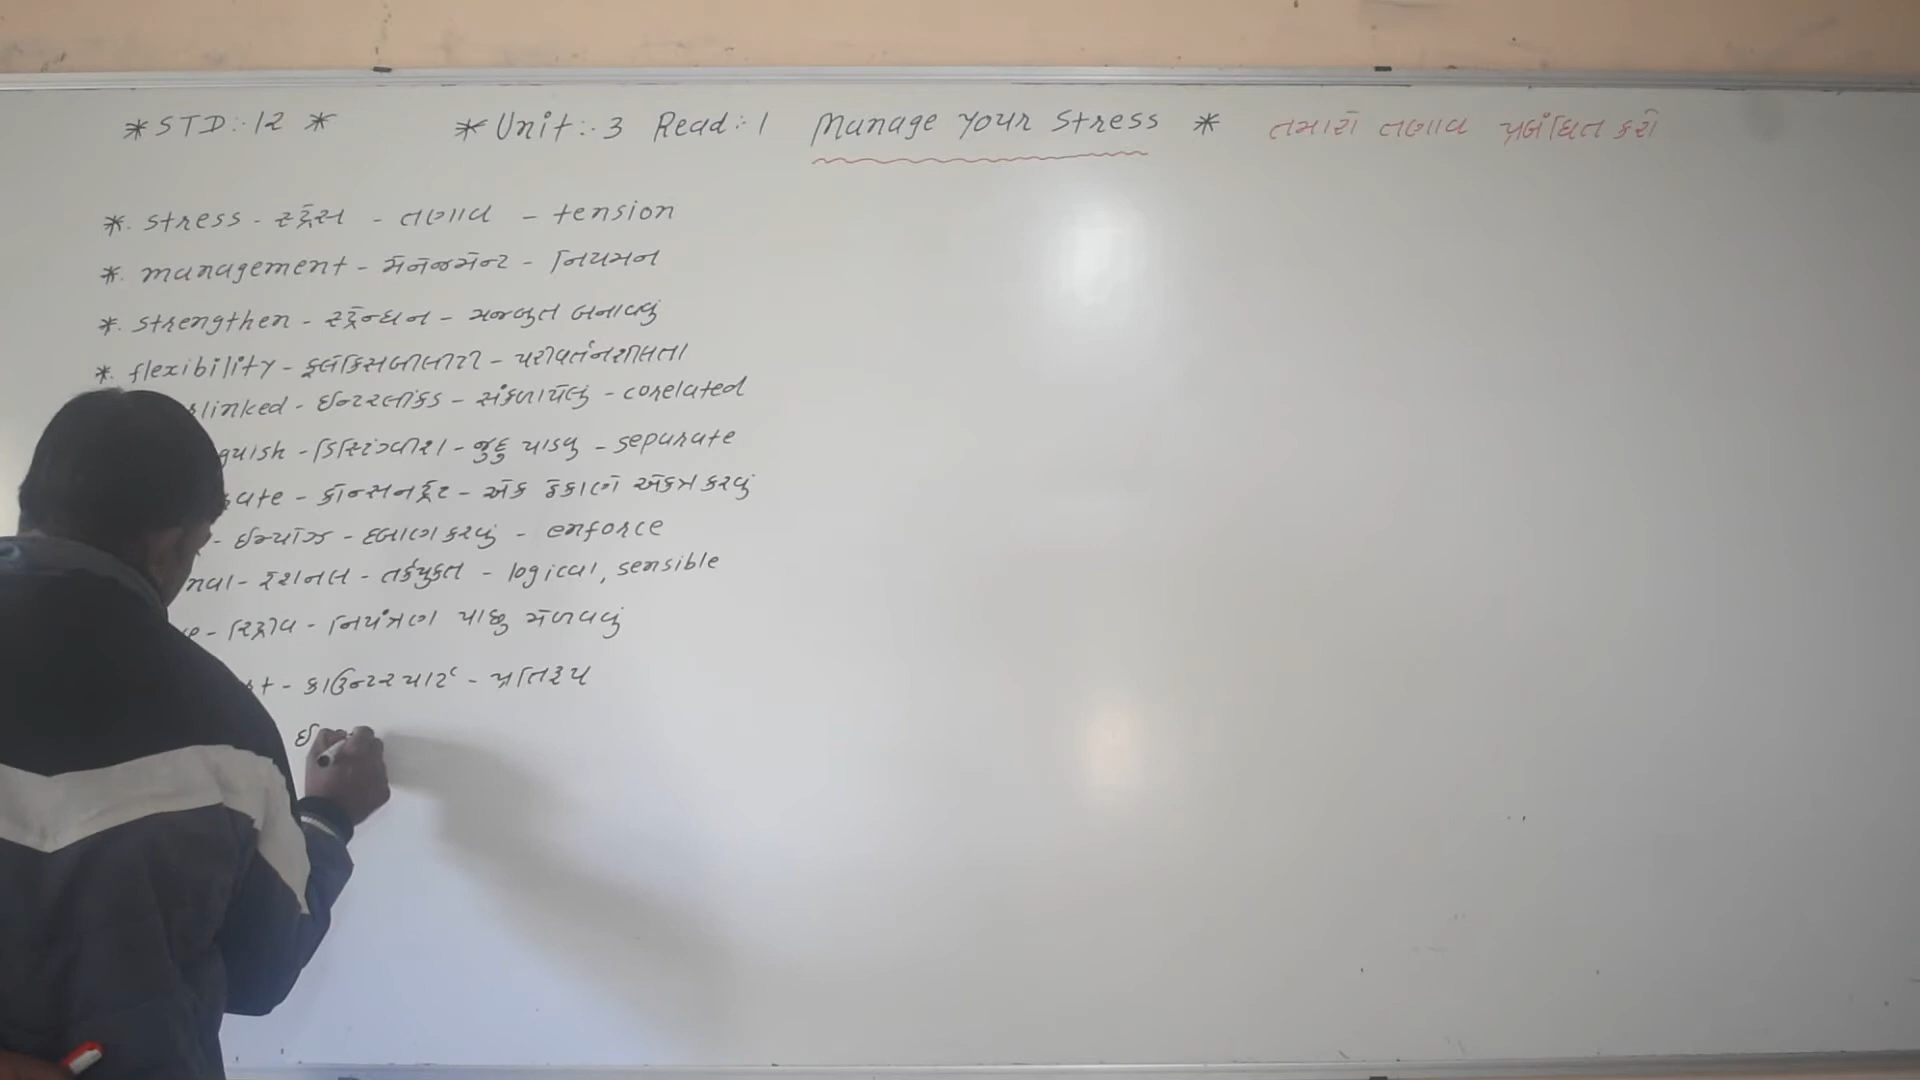 * STD:- 12 * * Unit:- 3 Read:- 1 Manage Your Stress * તમારો તણાવ પ્રબંધિત કરો
*. stress - સ્ટ્રેસ - તણાવ - tension
*. management - મેનેજમેન્ટ - નિયમન
*. strengthen - સ્ટ્રેન્ધન - મજબુત બનાવવું
*. flexibility - ફ્લેક્સિબીલીટી - પરીવર્તનશીલતા
linked - ઇન્ટરલીંક્ડ - સંકળાયેલું - corelated
guish - ડિસ્ટિંગ્વીશ - જુદુ પાડવુ - separate
ate - કોન્સનટ્રેટ - એક ઠેકાણે એકત્ર કરવું
- ઇમ્પોઝ - દબાણ કરવું - enforce
nal - રેશનલ - તર્કયુક્ત - logical, sensible
e - રિટ્રીવ - નિયંત્રણ પાછુ મેળવવું
t - કાઉન્ટરપાર્ટ - પ્રતિરૂપ
ઈ